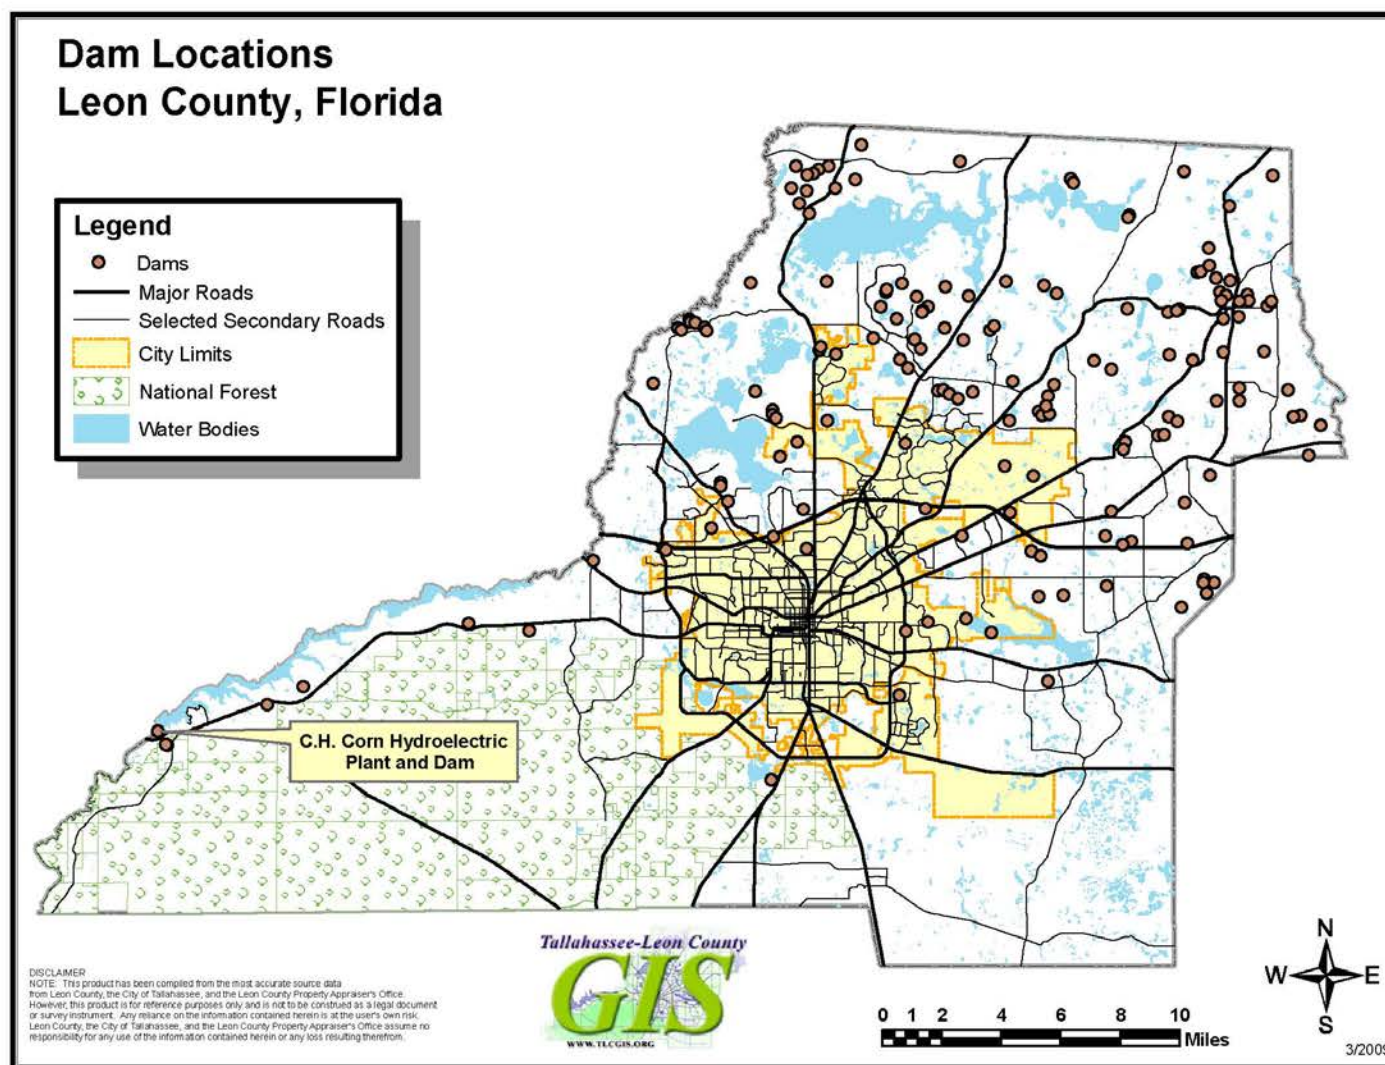 Dam Locations
Leon County, Florida
Legend
Dams
Major Roads
Selected Secondary Roads
City Limits
National Forest
Water Bodies
C.H. Corn Hydroelectric
Plant and Dam
DISCLAIMER
NOTE: This product has been compiled from the most accurate source data
from Leon County, the City of Tallahassee, and the Leon County Property Appraiser's Office.
However, this product is for reference purposes only and is not to be construed as a legal document
or survey instrument. Any reliance on the information contained herein is at the user's own risk.
Leon County, the City of Tallahassee, and the Leon County Property Appraiser's Office assume no
responsibility for any use of the information contained herein or any loss resulting therefrom.
Tallahassee-Leon County
GIS
WWW.TLCGIS.ORG
N
W E
S
0 1 2 4 6 8 10
Miles
3/2009